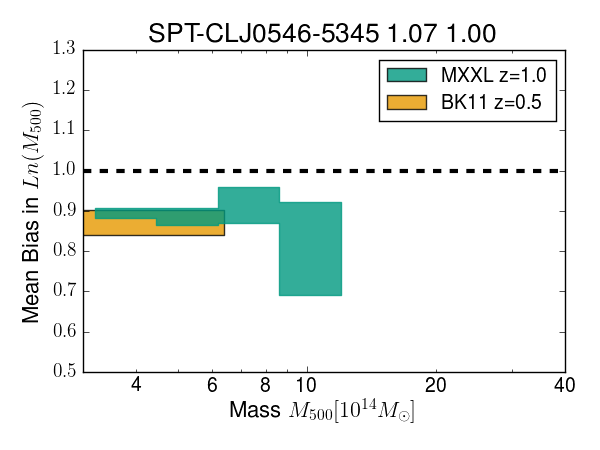 SPT-CLJ0546-5345 1.07 1.00
1.3
1.2
1.1
1.0
0.9
0.8
0.7
0.6
0.5
Mean Bias in Ln(M500)
MXXL z=1.0
BK11 z=0.5
4 6 8 10 20 40
Mass M500[10^14 M⊙]